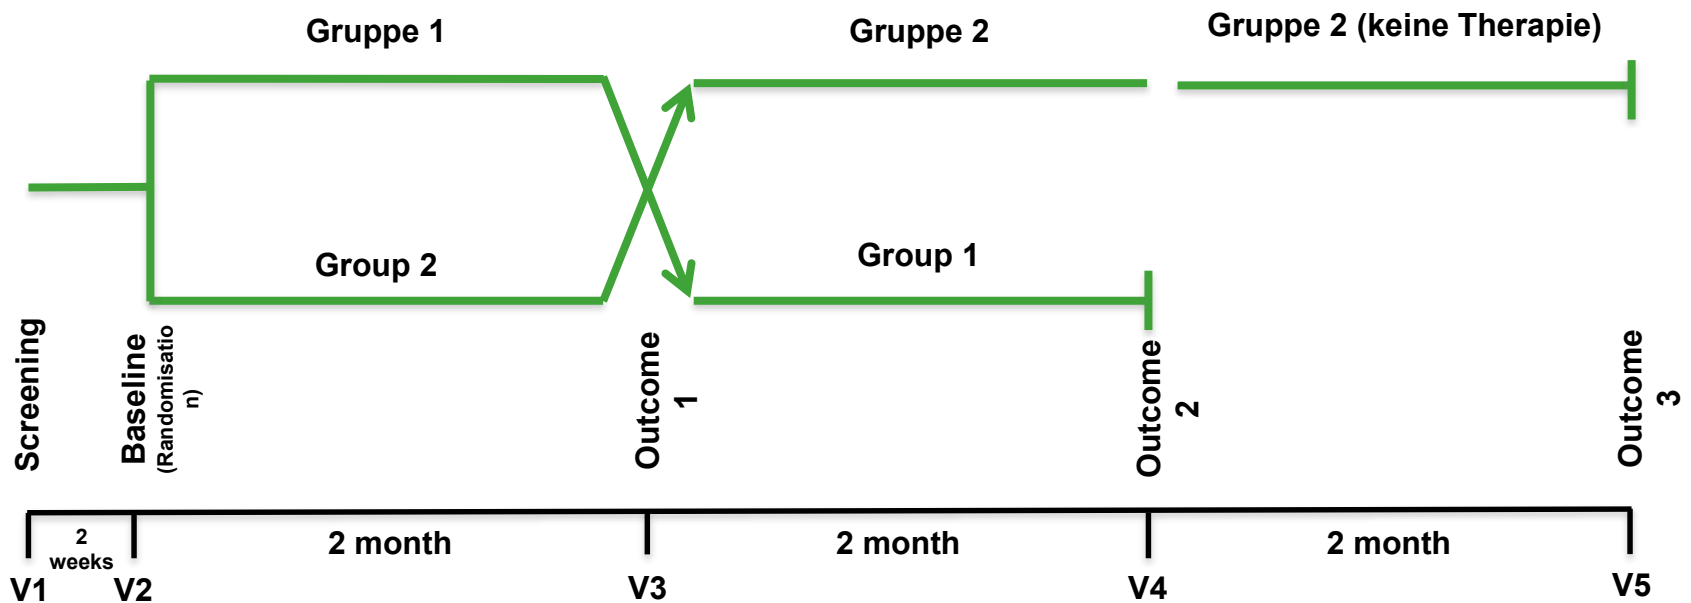 Gruppe 1
Gruppe 2
Gruppe 2 (keine Therapie)
Group 2
Group 1
Screening
Baseline
(Randomisatio
n)
Outcome
1
Outcome
2
Outcome
3
2
weeks
2 month
2 month
2 month
V1
V2
V3
V4
V5